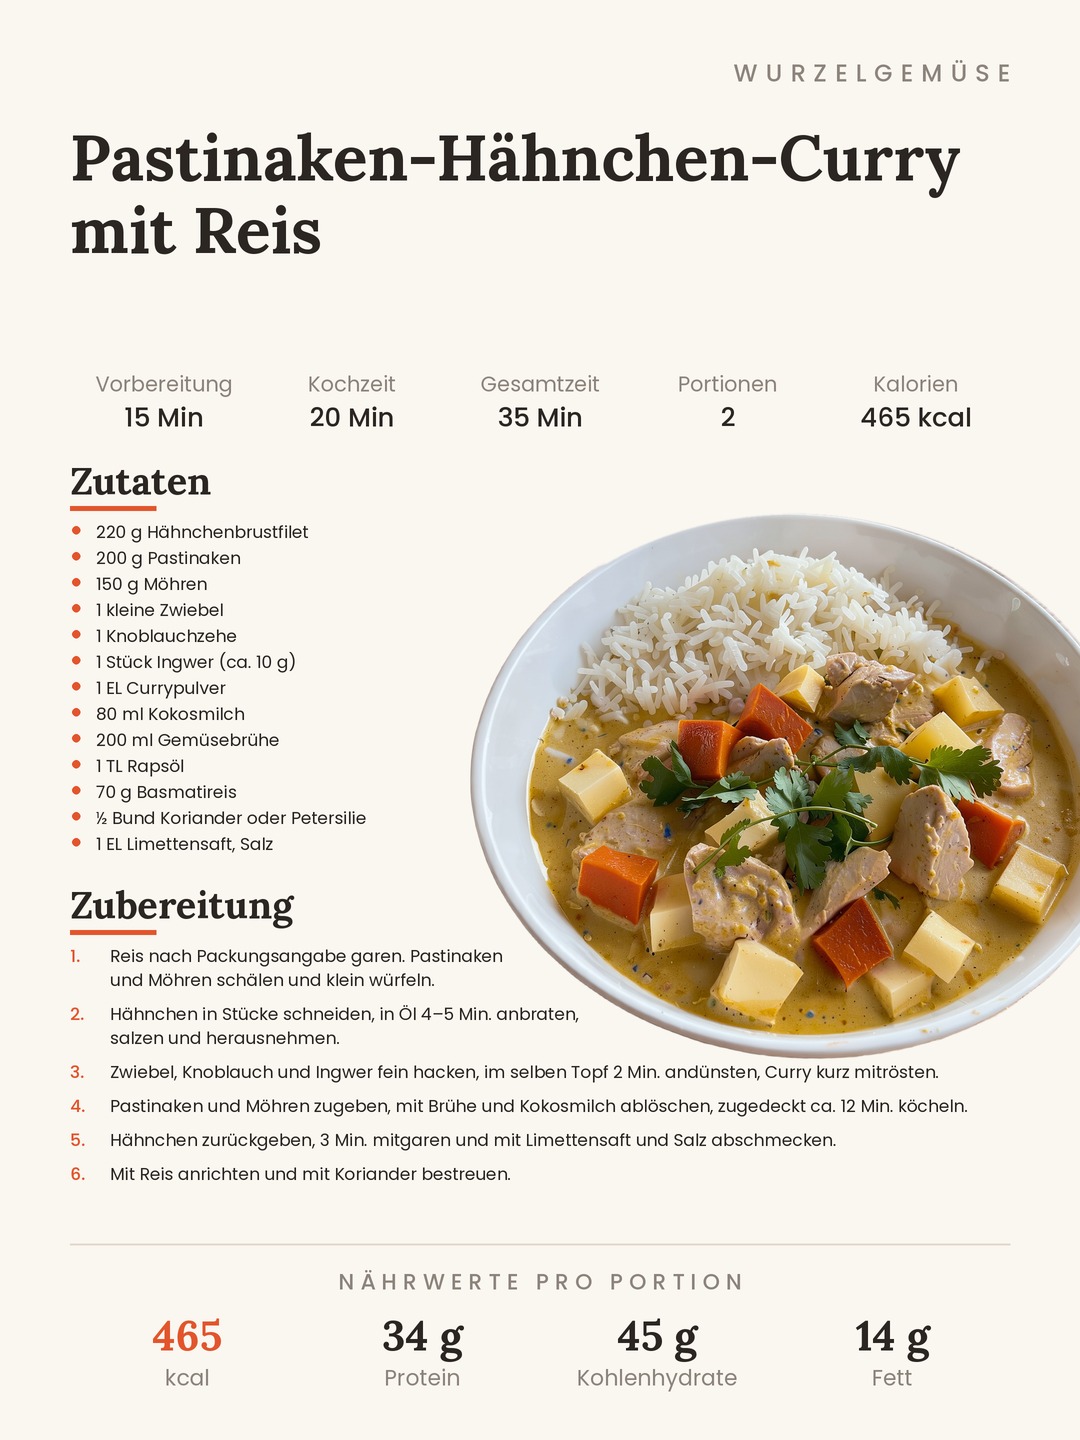 WURZELGEMÜSE
Pastinaken-Hähnchen-Curry
mit Reis
Vorbereitung
15 Min
Kochzeit
20 Min
Gesamtzeit
35 Min
Portionen
2
Kalorien
465 kcal
Zutaten
• 220 g Hähnchenbrustfilet
• 200 g Pastinaken
• 150 g Möhren
• 1 kleine Zwiebel
• 1 Knoblauchzehe
• 1 Stück Ingwer (ca. 10 g)
• 1 EL Currypulver
• 80 ml Kokosmilch
• 200 ml Gemüsebrühe
• 1 TL Rapsöl
• 70 g Basmatireis
• ½ Bund Koriander oder Petersilie
• 1 EL Limettensaft, Salz
Zubereitung
1. Reis nach Packungsangabe garen. Pastinaken
und Möhren schälen und klein würfeln.
2. Hähnchen in Stücke schneiden, in Öl 4–5 Min. anbraten,
salzen und herausnehmen.
3. Zwiebel, Knoblauch und Ingwer fein hacken, im selben Topf 2 Min. andünsten, Curry kurz mitrösten.
4. Pastinaken und Möhren zugeben, mit Brühe und Kokosmilch ablöschen, zugedeckt ca. 12 Min. köcheln.
5. Hähnchen zurückgeben, 3 Min. mitgaren und mit Limettensaft und Salz abschmecken.
6. Mit Reis anrichten und mit Koriander bestreuen.
NÄHRWERTE PRO PORTION
465
kcal
34 g
Protein
45 g
Kohlenhydrate
14 g
Fett